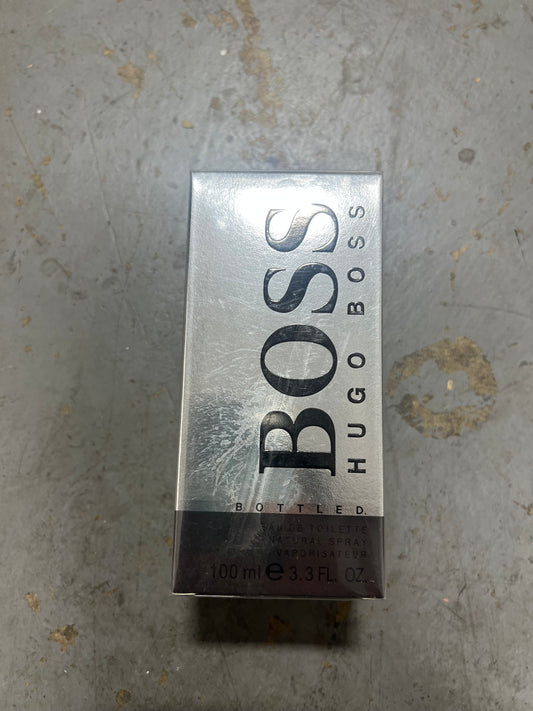 BOSS
HUGO BOSS
BOTTLED.
EAU DE TOILETTE
NATURAL SPRAY
VAPORISATEUR
100 ml e 3.3 FL. OZ.